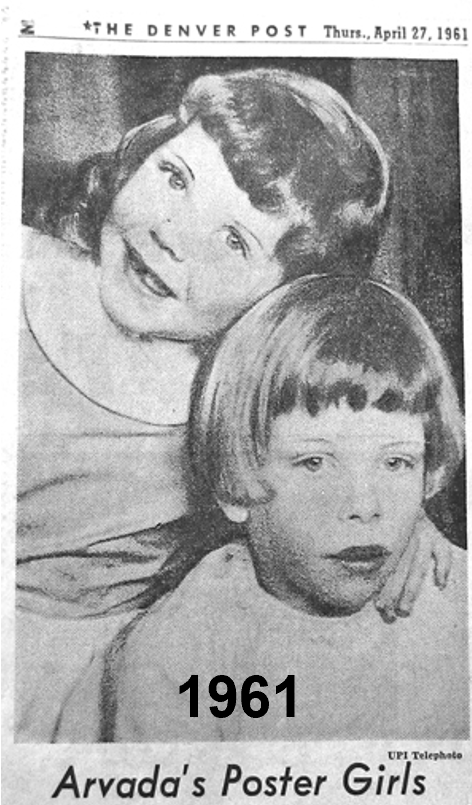 *THE DENVER POST Thurs., April 27, 1961
1961
UPI Telephoto
Arvada's Poster Girls